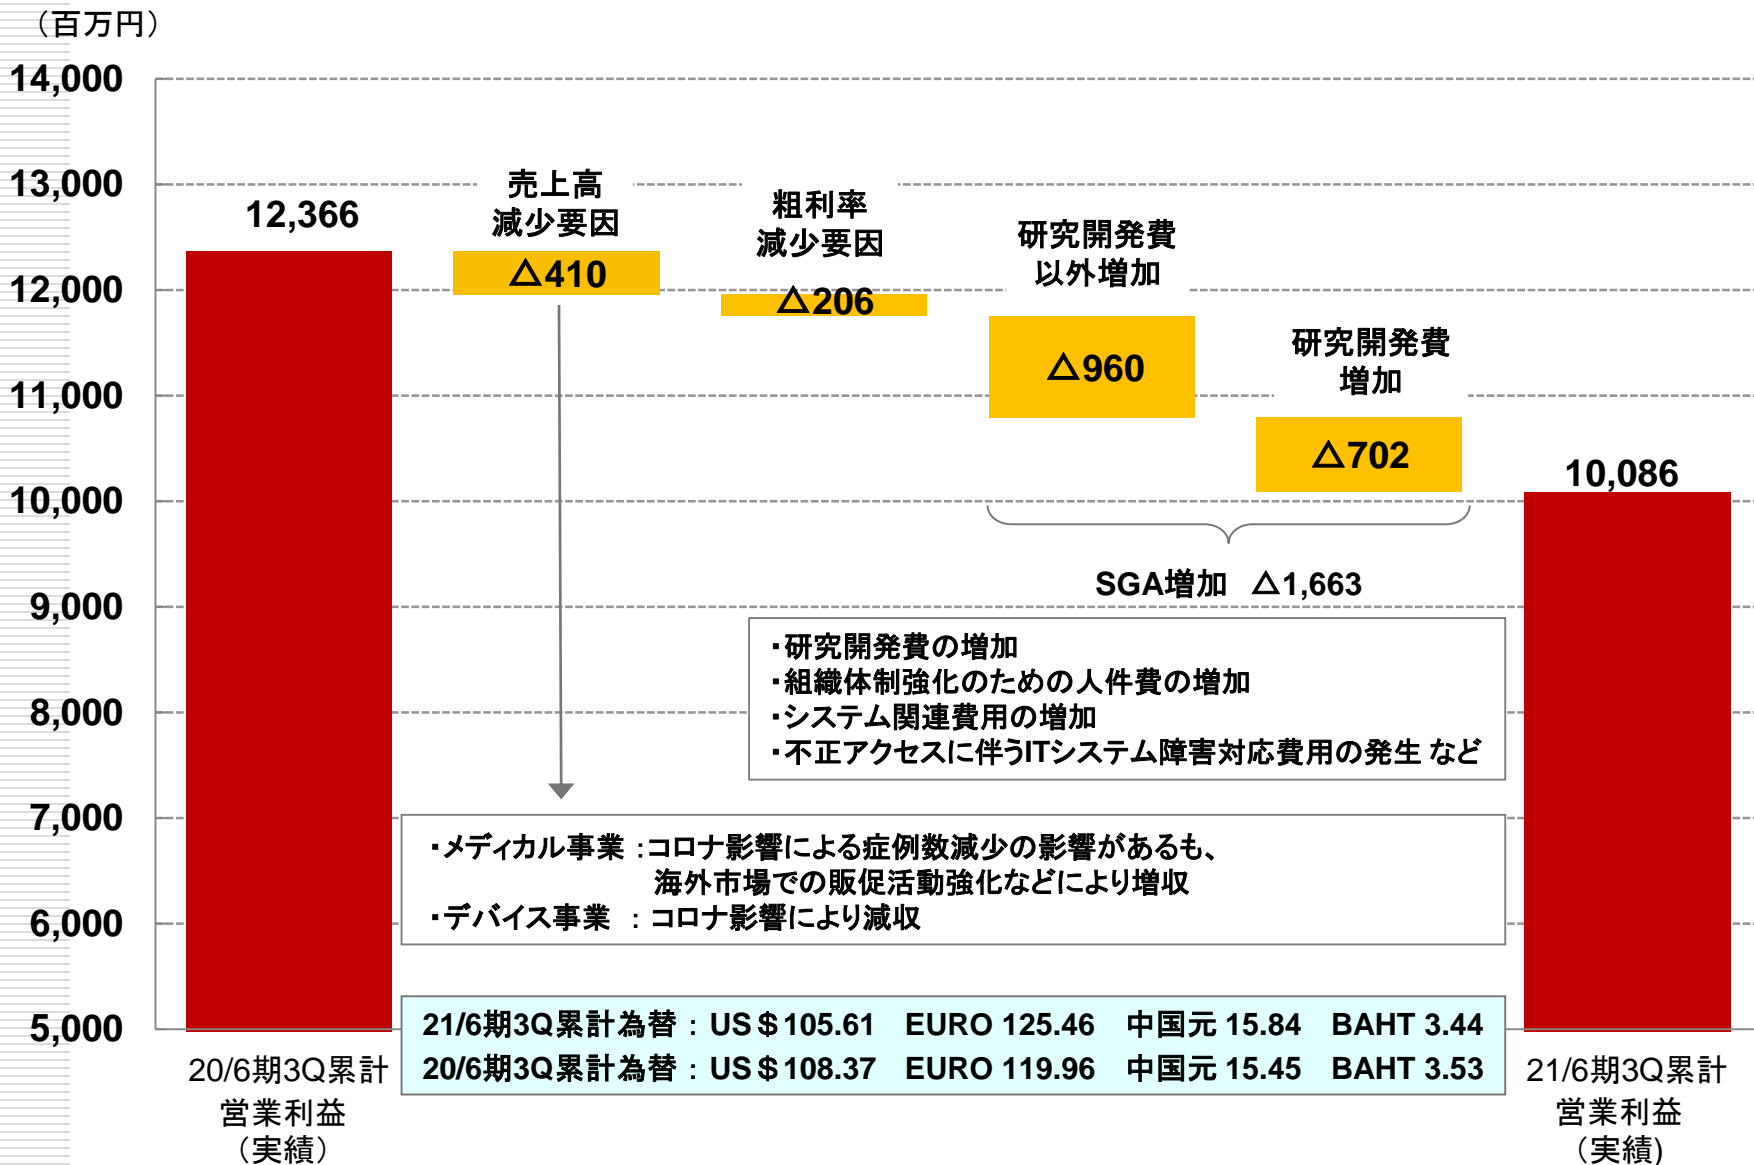 （百万円）
14,000
13,000
12,000
11,000
10,000
9,000
8,000
7,000
6,000
5,000
12,366
売上高
減少要因
△410
粗利率
減少要因
△206
研究開発費
以外増加
△960
研究開発費
増加
△702
10,086
SGA増加 △1,663
・研究開発費の増加
・組織体制強化のための人件費の増加
・システム関連費用の増加
・不正アクセスに伴うITシステム障害対応費用の発生 など
・メディカル事業 ：コロナ影響による症例数減少の影響があるも、
海外市場での販促活動強化などにより増収
・デバイス事業 ： コロナ影響により減収
21/6期3Q累計為替 ： US＄105.61 EURO 125.46 中国元 15.84 BAHT 3.44
20/6期3Q累計為替 ： US＄108.37 EURO 119.96 中国元 15.45 BAHT 3.53
20/6期3Q累計
営業利益
（実績）
21/6期3Q累計
営業利益
（実績)